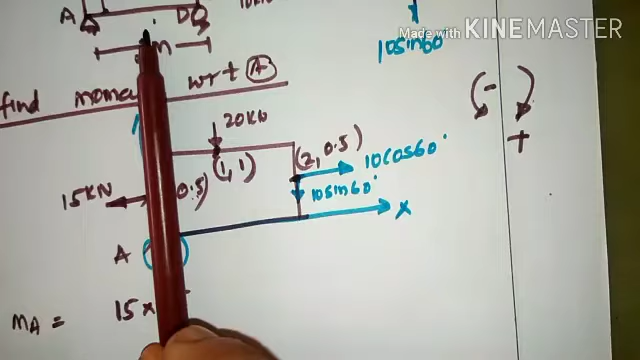 Made with KINEMASTER
A D
10kN
m
10sin60°
find wrt A
20KN
-
+
(1, 1)
(2, 0.5)
10cos60°
15KN
0.5)
10sin60°
x
A
MA = 15 x